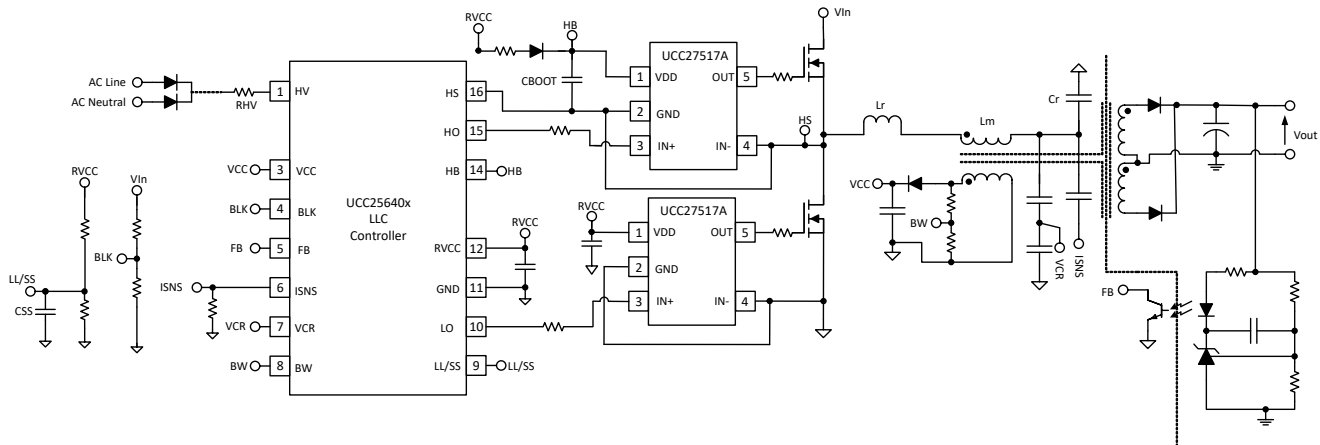 AC Line
AC Neutral
RHV
RVCC
VIn
BLK
LL/SS
CSS
VCC
BLK
FB
ISNS
VCR
BW
1 HV
3 VCC
4 BLK
5 FB
6 ISNS
7 VCR
8 BW
UCC25640x
LLC
Controller
HS 16
HO 15
HB 14
HB
RVCC 12
RVCC
GND 11
LO 10
LL/SS 9
LL/SS
RVCC
HB
CBOOT
UCC27517A
1 VDD
OUT 5
2 GND
3 IN+
IN- 4
VIn
HS
RVCC
UCC27517A
1 VDD
OUT 5
2 GND
3 IN+
IN- 4
Lr
Lm
Cr
VCC
BW
VCR
ISNS
Vout
FB